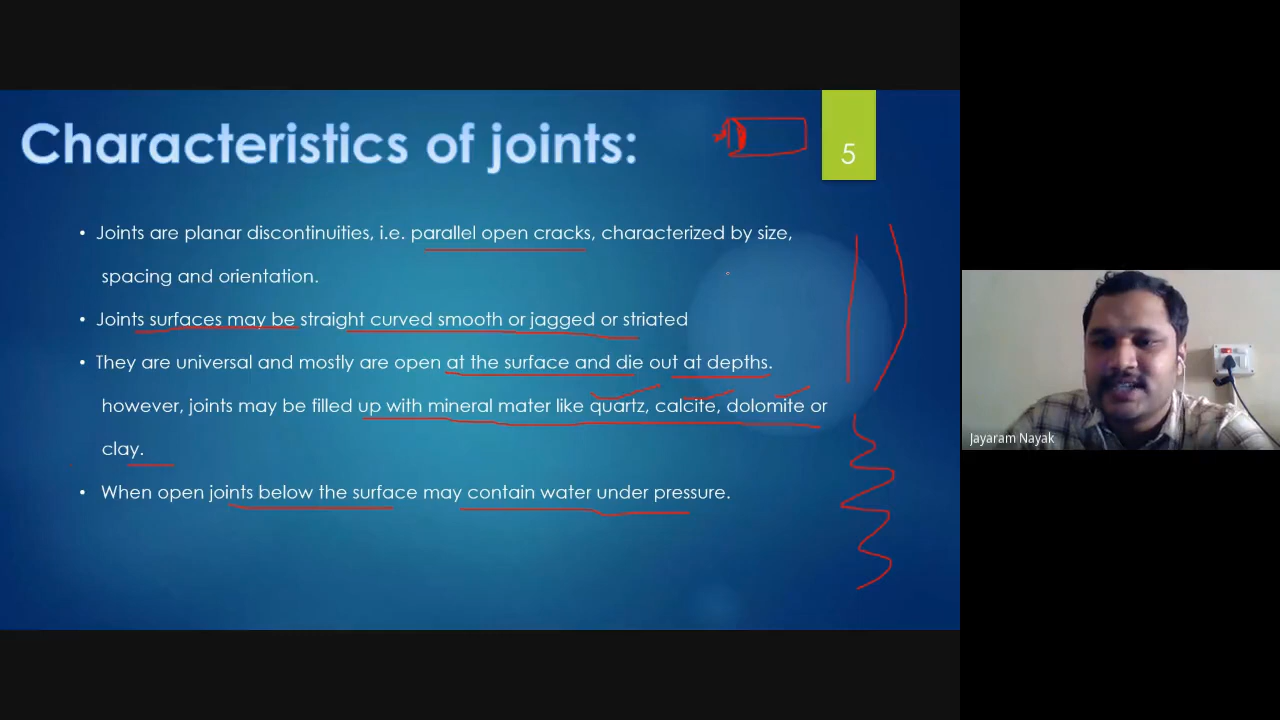 Characteristics of joints:
5
• Joints are planar discontinuities, i.e. parallel open cracks, characterized by size,
spacing and orientation.
• Joints surfaces may be straight curved smooth or jagged or striated
• They are universal and mostly are open at the surface and die out at depths.
however, joints may be filled up with mineral mater like quartz, calcite, dolomite or
clay.
• When open joints below the surface may contain water under pressure.
Jayaram Nayak